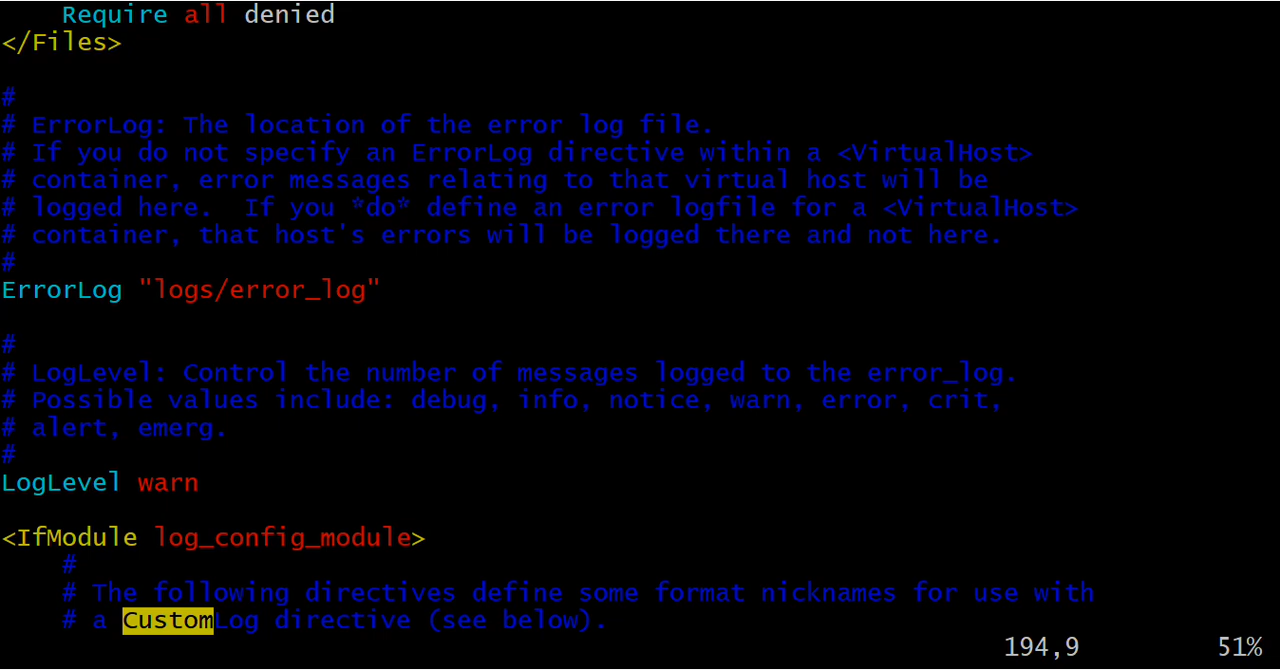 Require all denied
</Files>

#
# ErrorLog: The location of the error log file.
# If you do not specify an ErrorLog directive within a <VirtualHost>
# container, error messages relating to that virtual host will be
# logged here.  If you *do* define an error logfile for a <VirtualHost>
# container, that host's errors will be logged there and not here.
#
ErrorLog "logs/error_log"

#
# LogLevel: Control the number of messages logged to the error_log.
# Possible values include: debug, info, notice, warn, error, crit,
# alert, emerg.
#
LogLevel warn

<IfModule log_config_module>
    #
    # The following directives define some format nicknames for use with
    # a CustomLog directive (see below).
194,9 51%